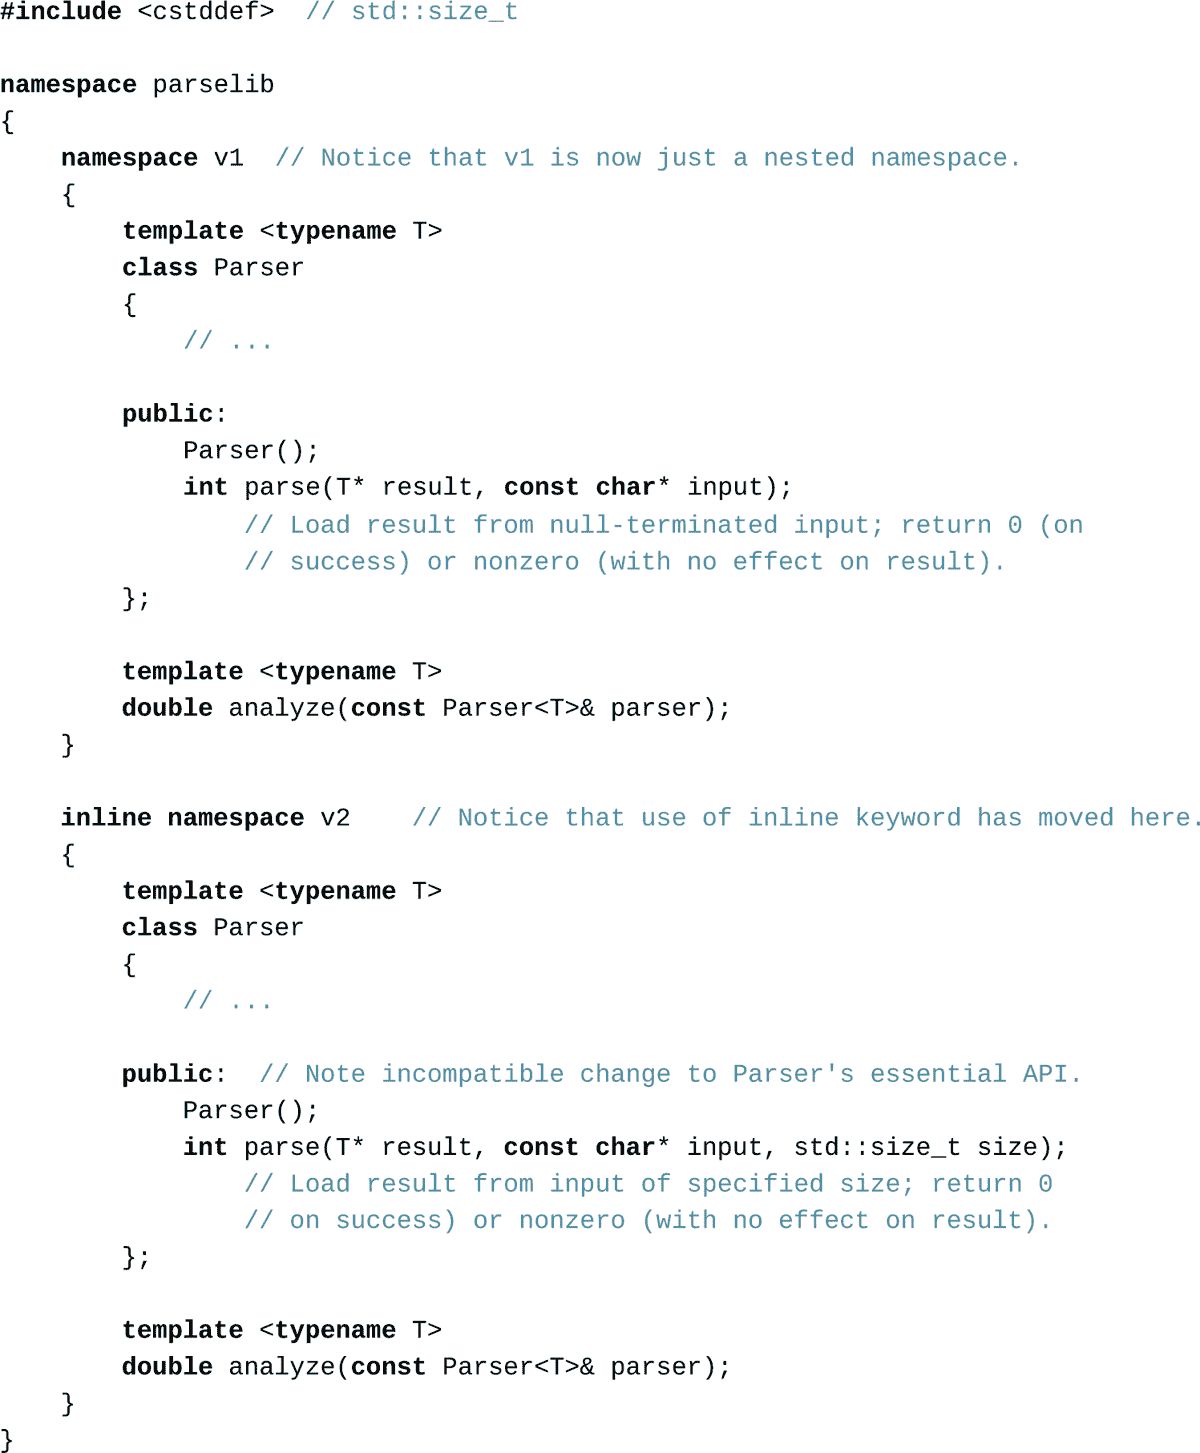 #include <cstddef>  // std::size_t

namespace parselib
{
    namespace v1  // Notice that v1 is now just a nested namespace.
    {
        template <typename T>
        class Parser
        {
            // ...

        public:
            Parser();
            int parse(T* result, const char* input);
                // Load result from null-terminated input; return 0 (on
                // success) or nonzero (with no effect on result).
        };

        template <typename T>
        double analyze(const Parser<T>& parser);
    }

    inline namespace v2    // Notice that use of inline keyword has moved here.
    {
        template <typename T>
        class Parser
        {
            // ...

        public:  // Note incompatible change to Parser's essential API.
            Parser();
            int parse(T* result, const char* input, std::size_t size);
                // Load result from input of specified size; return 0
                // on success) or nonzero (with no effect on result).
        };

        template <typename T>
        double analyze(const Parser<T>& parser);
    }
}